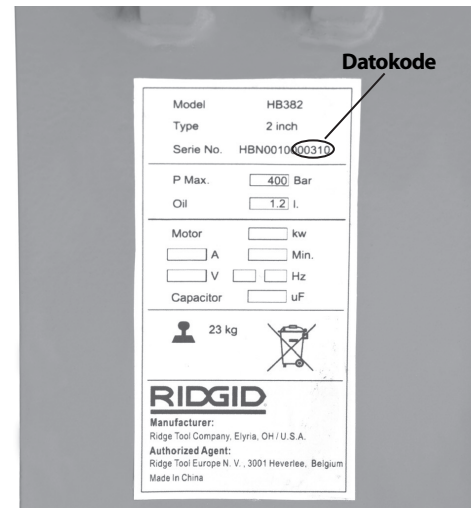 Datokode
Model HB382
Type 2 inch
Serie No. HBN0010000310
P Max. 400 Bar
Oil 1.2 l.
Motor kw
A Min.
V Hz
Capacitor uF
23 kg
RIDGID
Manufacturer:
Ridge Tool Company, Elyria, OH / U.S.A.
Authorized Agent:
Ridge Tool Europe N. V. , 3001 Heverlee, Belgium
Made In China